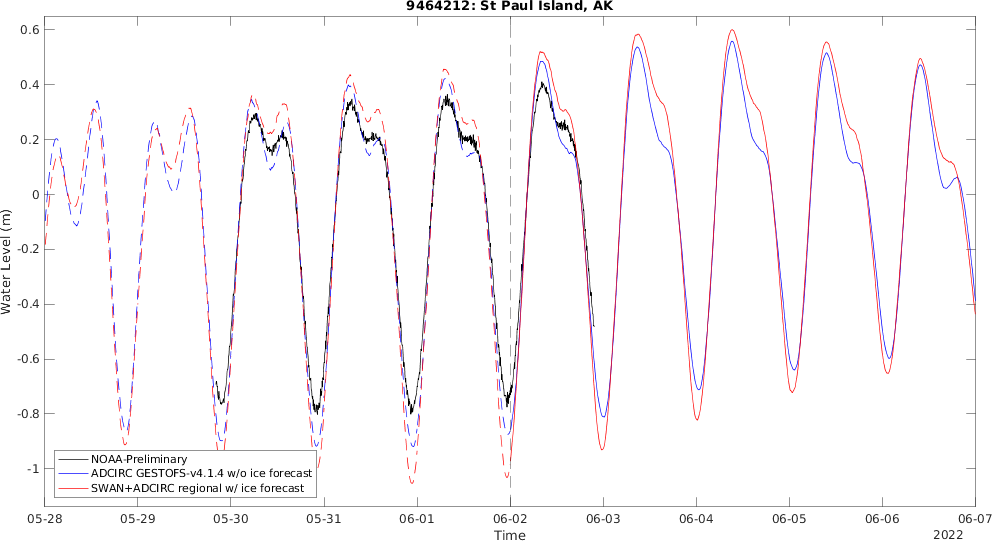 9464212: St Paul Island, AK
0.6
0.4
0.2
0
-0.2
-0.4
-0.6
-0.8
-1
Water Level (m)
NOAA-Preliminary
ADCIRC GESTOFS-v4.1.4 w/o ice forecast
SWAN+ADCIRC regional w/ ice forecast
05-28 05-29 05-30 05-31 06-01 06-02 06-03 06-04 06-05 06-06 06-07
Time
2022